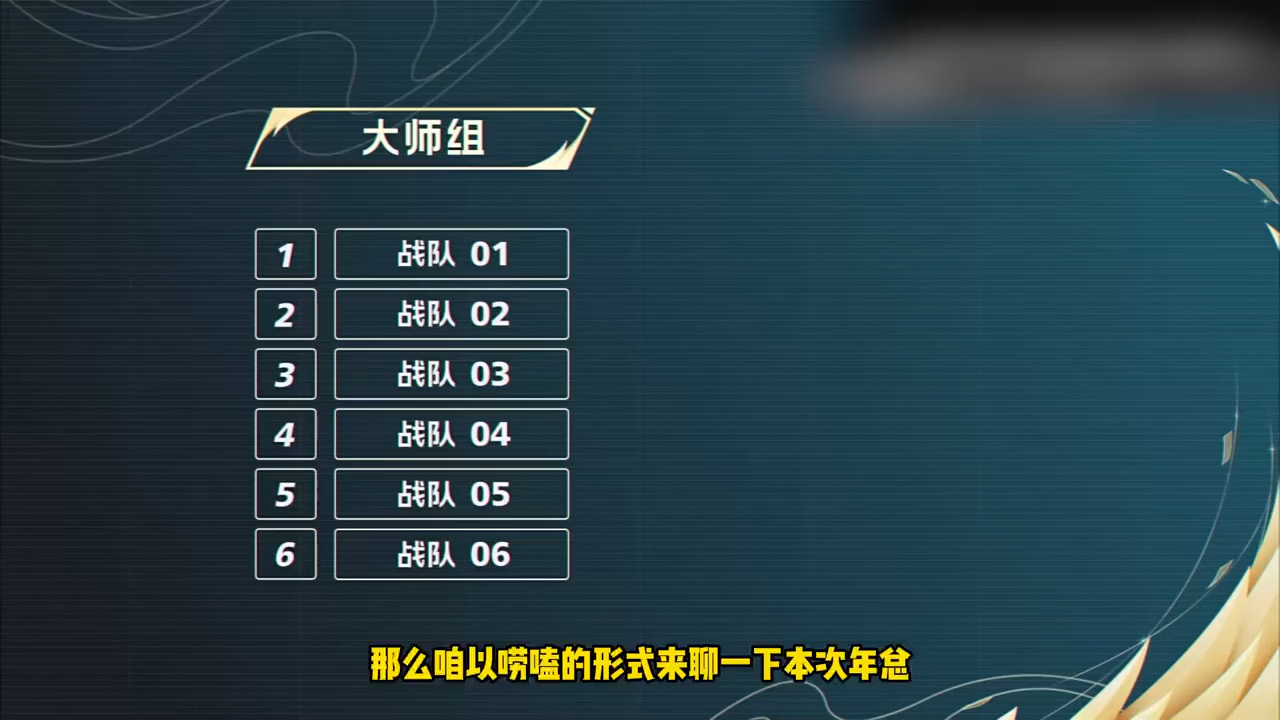 大师组
1 战队 01
2 战队 02
3 战队 03
4 战队 04
5 战队 05
6 战队 06
那么咱以唠嗑的形式来聊一下本次年总